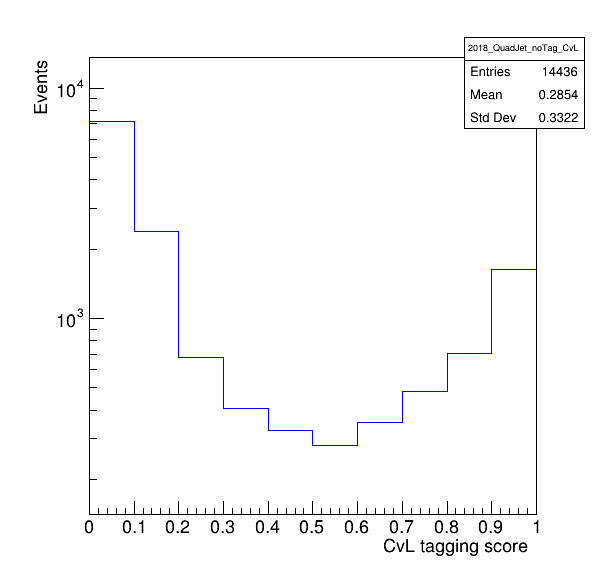 2018_QuadJet_noTag_CvL
Entries 14436
Mean 0.2854
Std Dev 0.3322
Events
10^4
10^3
0 0.1 0.2 0.3 0.4 0.5 0.6 0.7 0.8 0.9 1
CvL tagging score